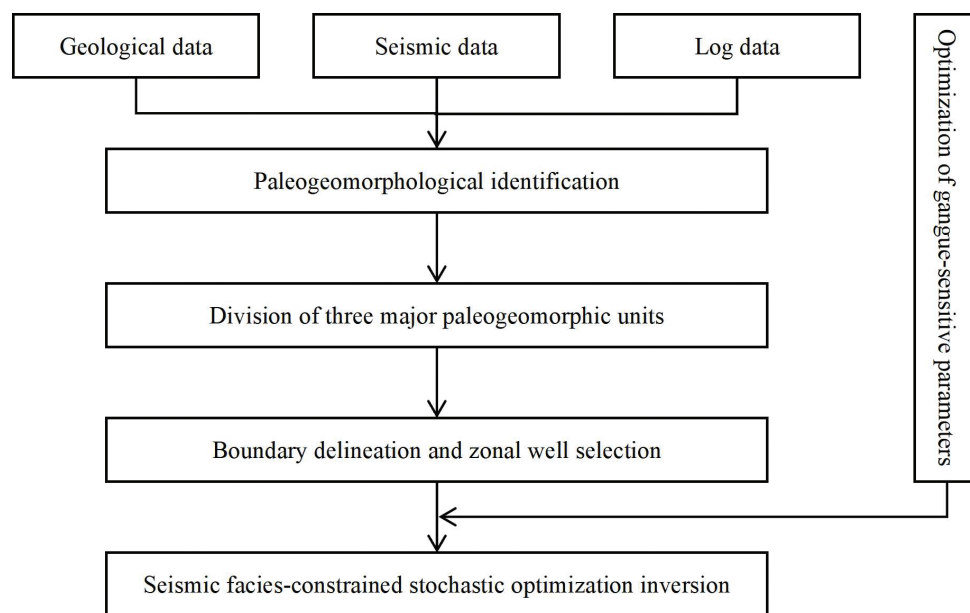 Geological data
Seismic data
Log data
Optimization of gangue-sensitive parameters
Paleogeomorphological identification
Division of three major paleogeomorphic units
Boundary delineation and zonal well selection
Seismic facies-constrained stochastic optimization inversion